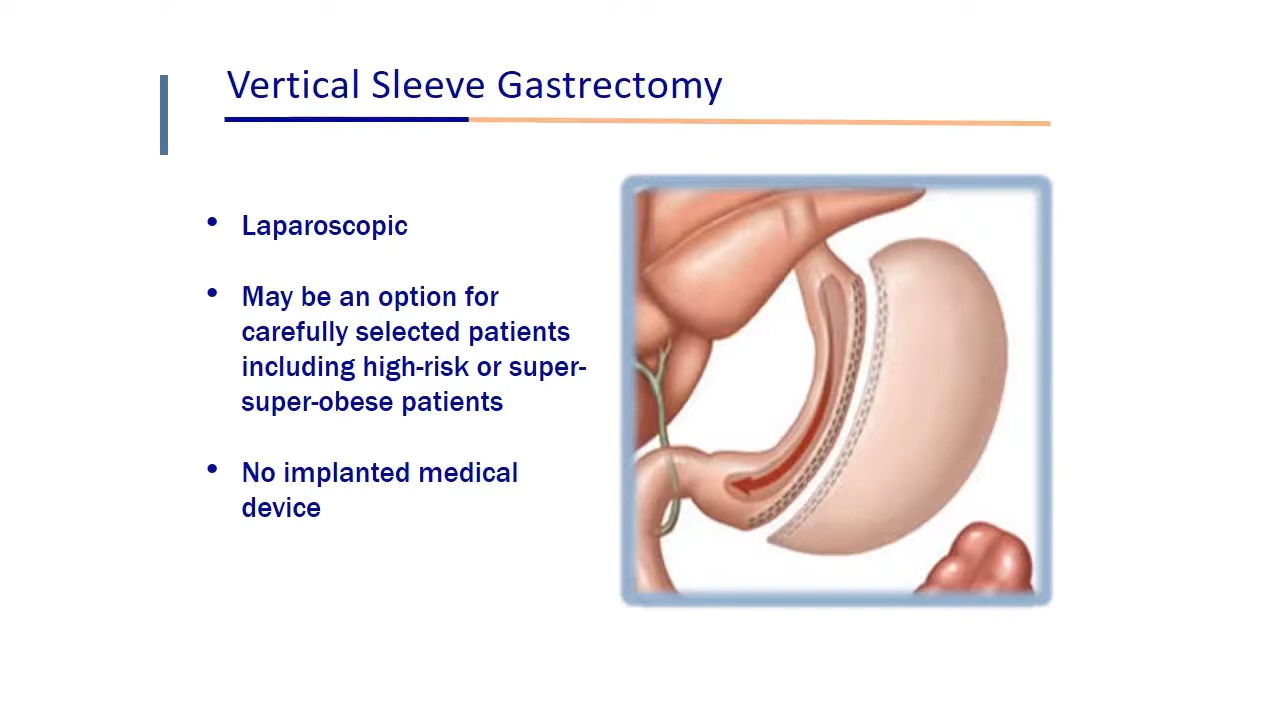 Vertical Sleeve Gastrectomy
• Laparoscopic
• May be an option for
carefully selected patients
including high-risk or super-
super-obese patients
• No implanted medical
device